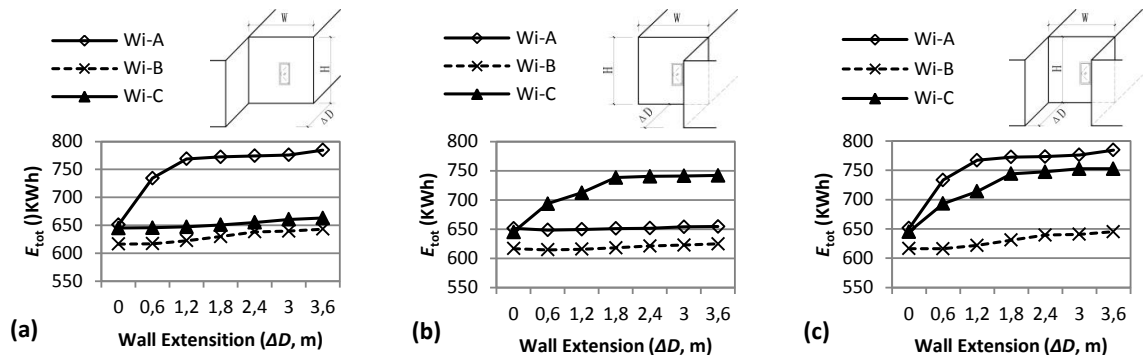 Wi-A
Wi-B
Wi-C
W
H
ΔD
800
750
700
650
600
550
E tot ()KWh)
0 0,6 1,2 1,8 2,4 3 3,6
(a)
Wall Extensition (ΔD, m)
Wi-A
Wi-B
Wi-C
W
H
ΔD
800
750
700
650
600
550
E tot (KWh)
0 0,6 1,2 1,8 2,4 3 3,6
(b)
Wall Extension (ΔD, m)
Wi-A
Wi-B
Wi-C
W
H
ΔD
800
750
700
650
600
550
E tot (KWh)
0 0,6 1,2 1,8 2,4 3 3,6
(c)
Wall Extension (ΔD, m)